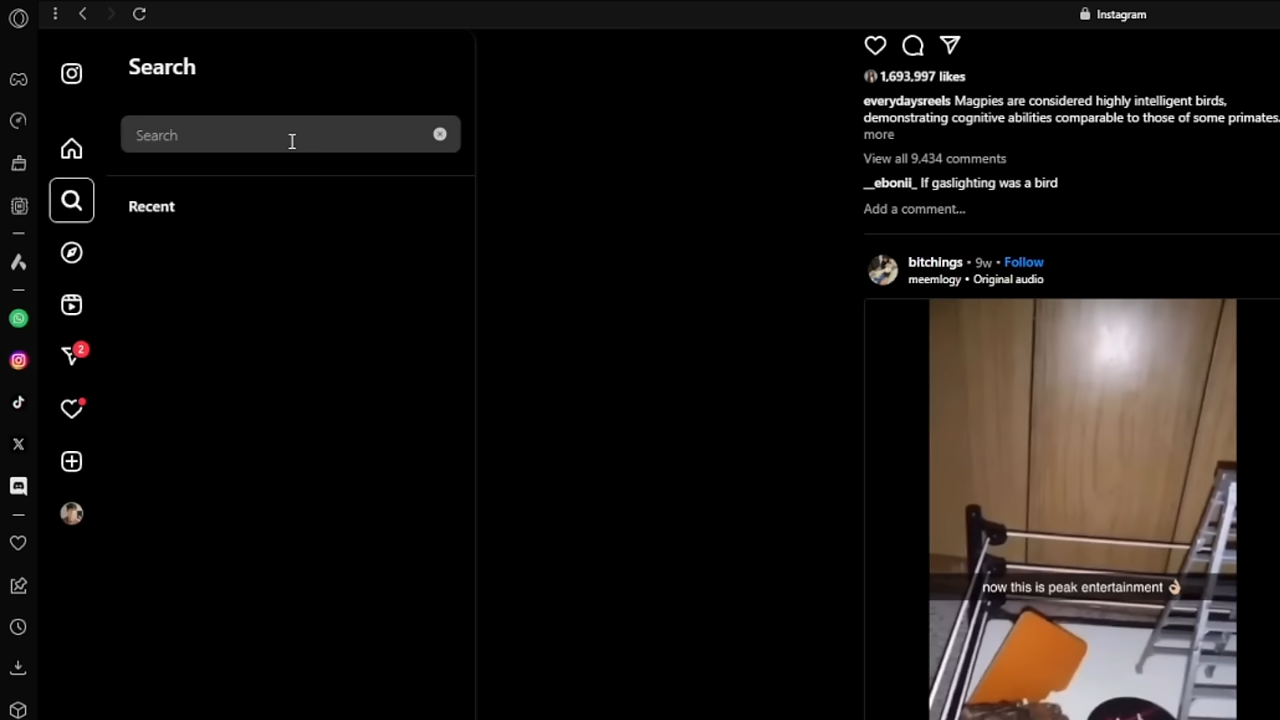 Instagram
Search
Search
Recent
2
1,693,997 likes
everydaysreels Magpies are considered highly intelligent birds,
demonstrating cognitive abilities comparable to those of some primates.
more
View all 9,434 comments
__ebonii_ If gaslighting was a bird
Add a comment...
bitchings • 9w • Follow
meemlogy • Original audio
now this is peak entertainment 👌🏼